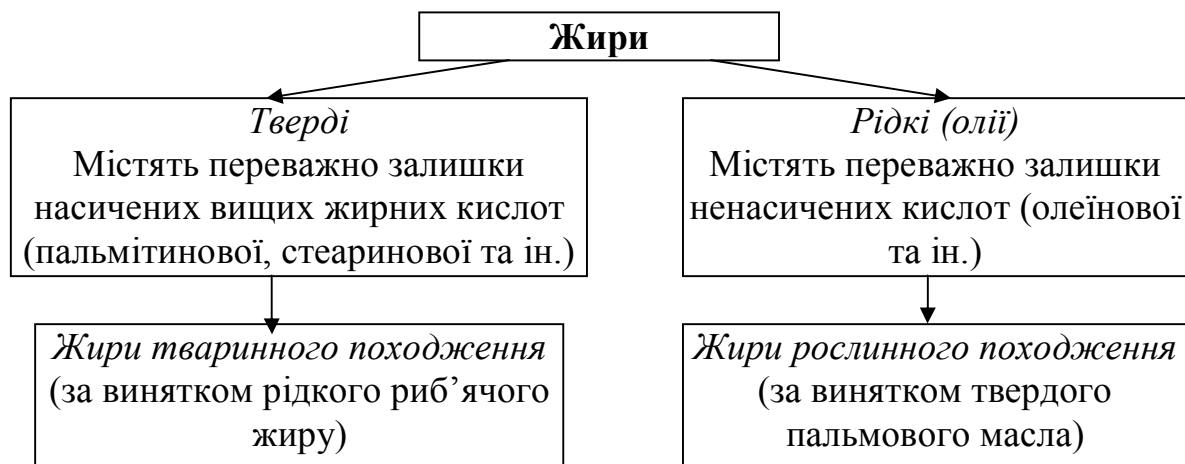 Жири
Тверді
Містять переважно залишки
насичених вищих жирних кислот
(пальмітинової, стеаринової та ін.)
Рідкі (олії)
Містять переважно залишки
ненасичених кислот (олеїнової
та ін.)
Жири тваринного походження
(за винятком рідкого риб’ячого
жиру)
Жири рослинного походження
(за винятком твердого
пальмового масла)